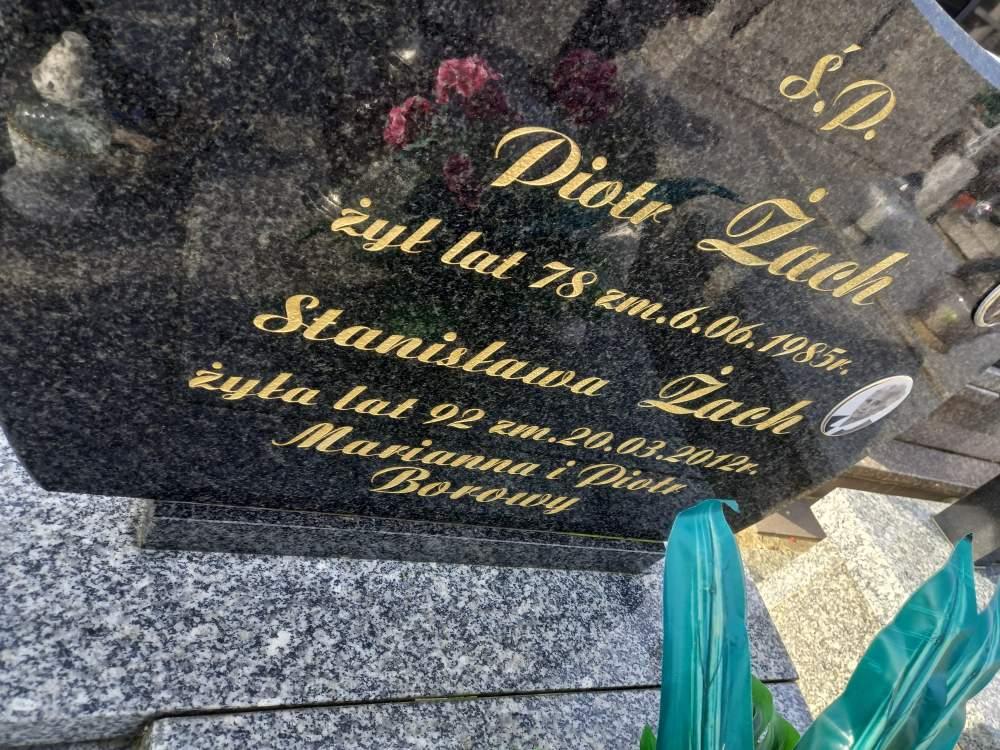 Ś.P.
Piotr Żach
żył lat 78 zm.6.06.1985r.
Stanisława Żach
żyła lat 92 zm.20.03.2012r.
Marianna i Piotr
Borowy